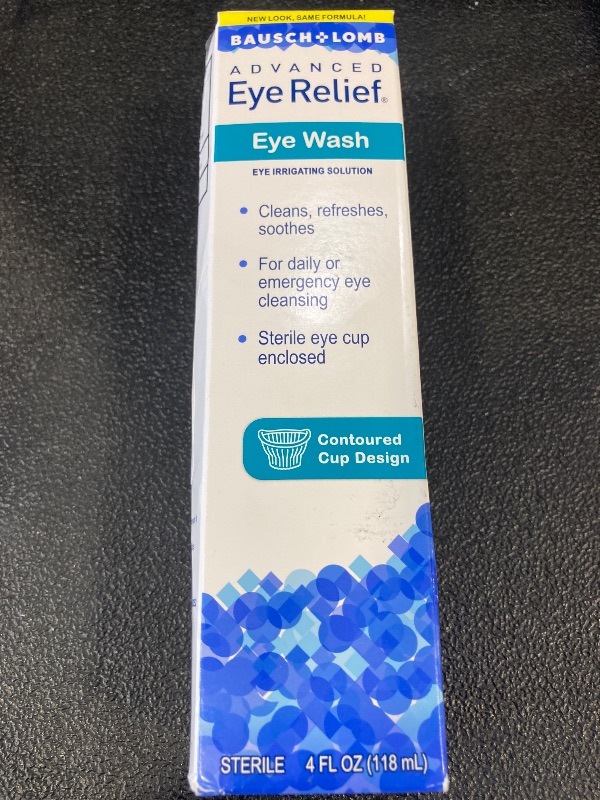 NEW LOOK, SAME FORMULA!
BAUSCH+LOMB
ADVANCED
Eye Relief®
Eye Wash
EYE IRRIGATING SOLUTION
• Cleans, refreshes,
soothes
• For daily or
emergency eye
cleansing
• Sterile eye cup
enclosed
Contoured
Cup Design
STERILE 4 FL OZ (118 mL)